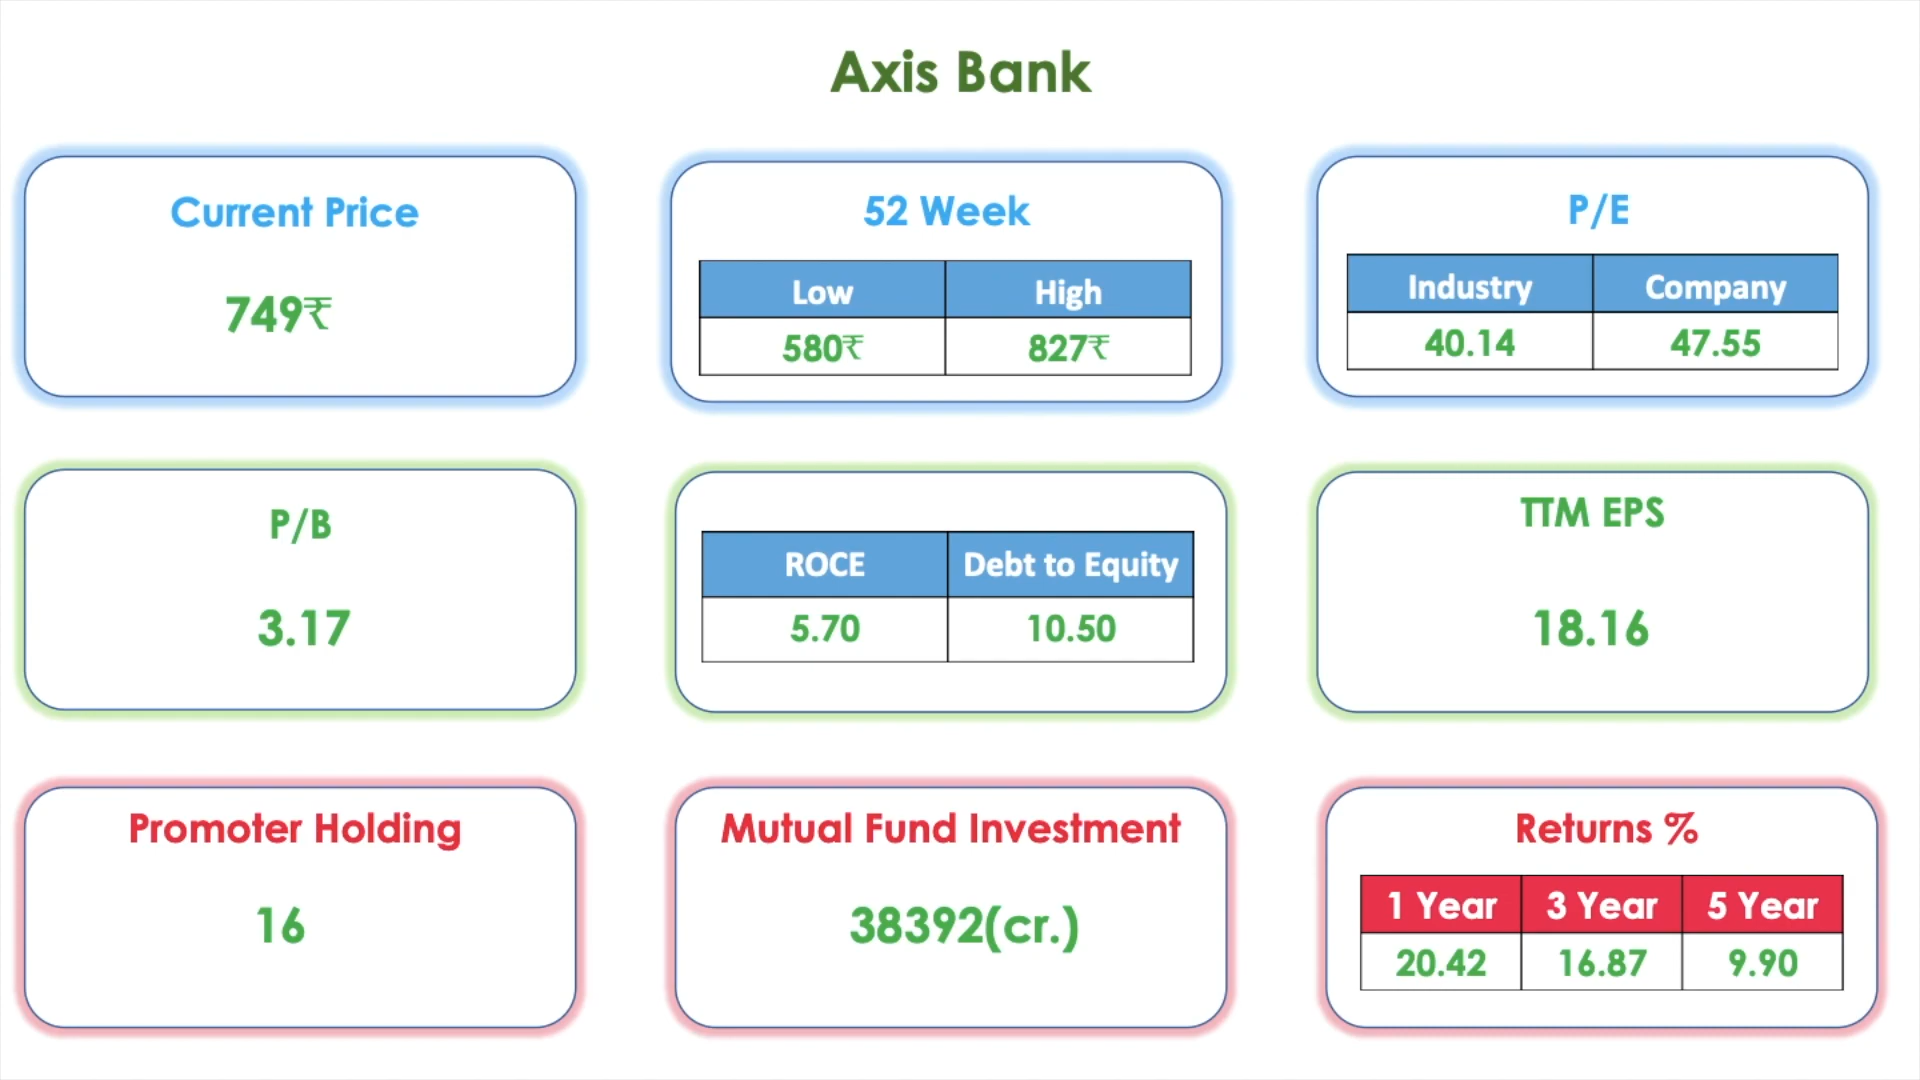 Axis Bank
Current Price
749₹
52 Week
Low High
580₹ 827₹
P/E
Industry Company
40.14 47.55
P/B
3.17
ROCE Debt to Equity
5.70 10.50
TTM EPS
18.16
Promoter Holding
16
Mutual Fund Investment
38392(cr.)
Returns %
1 Year 3 Year 5 Year
20.42 16.87 9.90